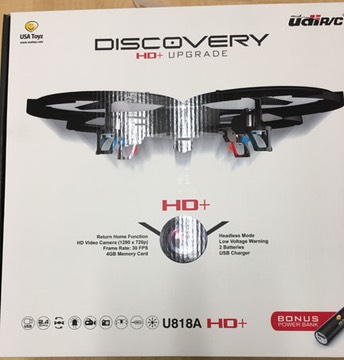 USA Toyz
UdiR/C
DISCOVERY
HD+ UPGRADE
HD+
Return Home Function
HD Video Camera (1280 x 720p)
Frame Rate: 30 FPS
4GB Memory Card
Headless Mode
Low Voltage Warning
2 Batteries
USB Charger
U818A HD+
BONUS
POWER BANK